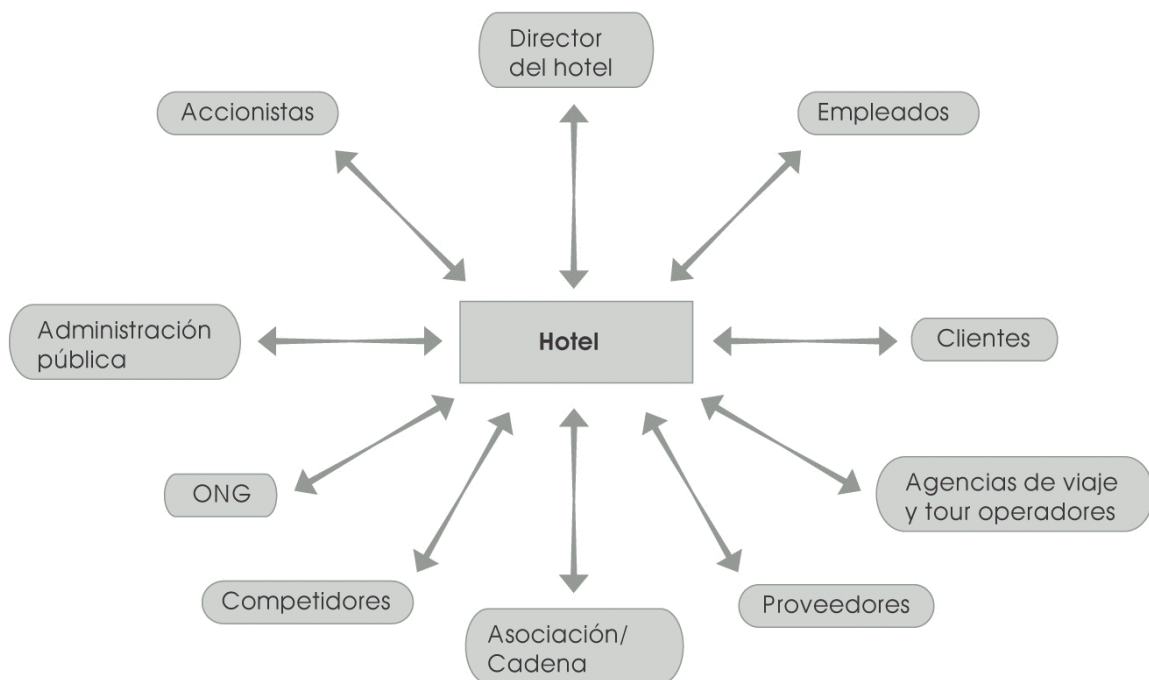 Director
del hotel
Accionistas
Empleados
Administración
pública
Hotel
Clientes
ONG
Agencias de viaje
y tour operadores
Competidores
Proveedores
Asociación/
Cadena